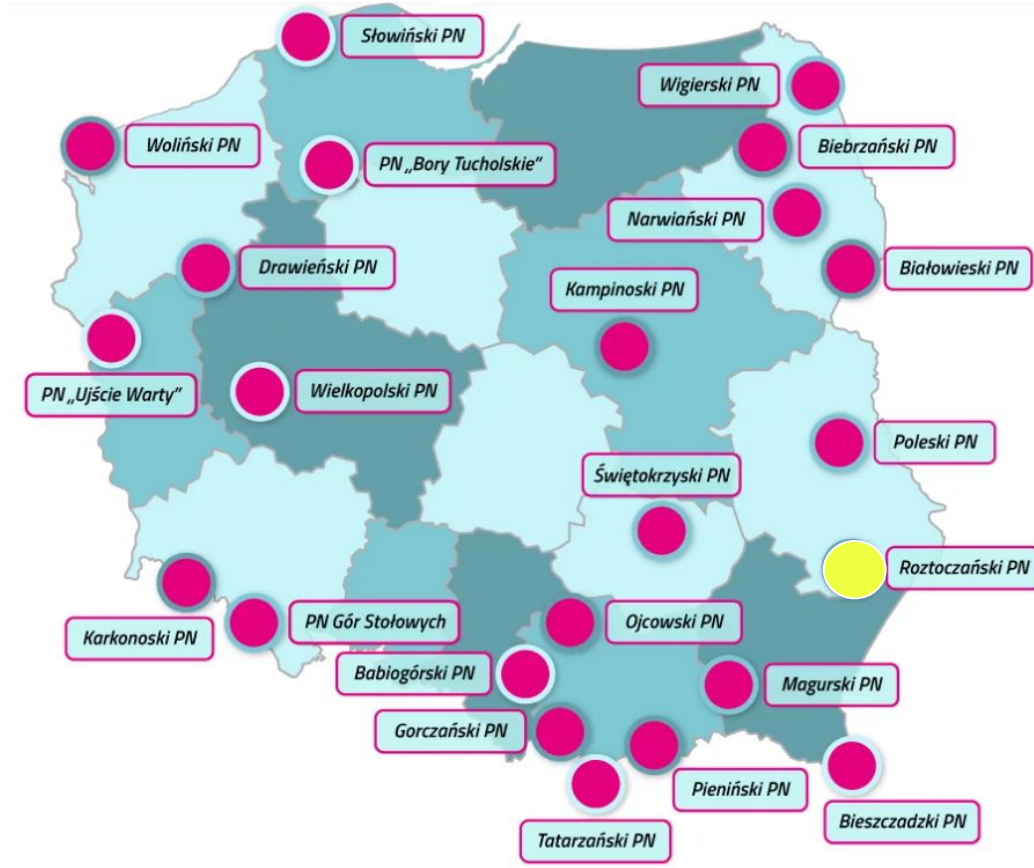 Słowiński PN
Wigierski PN
Woliński PN
Biebrzański PN
PN „Bory Tucholskie”
Narwiański PN
Drawieński PN
Białowieski PN
Kampinoski PN
PN „Ujście Warty”
Wielkopolski PN
Poleski PN
Świętokrzyski PN
Roztoczański PN
Karkonoski PN
PN Gór Stołowych
Ojcowski PN
Babiogórski PN
Magurski PN
Gorczański PN
Pieniński PN
Bieszczadzki PN
Tatarzański PN